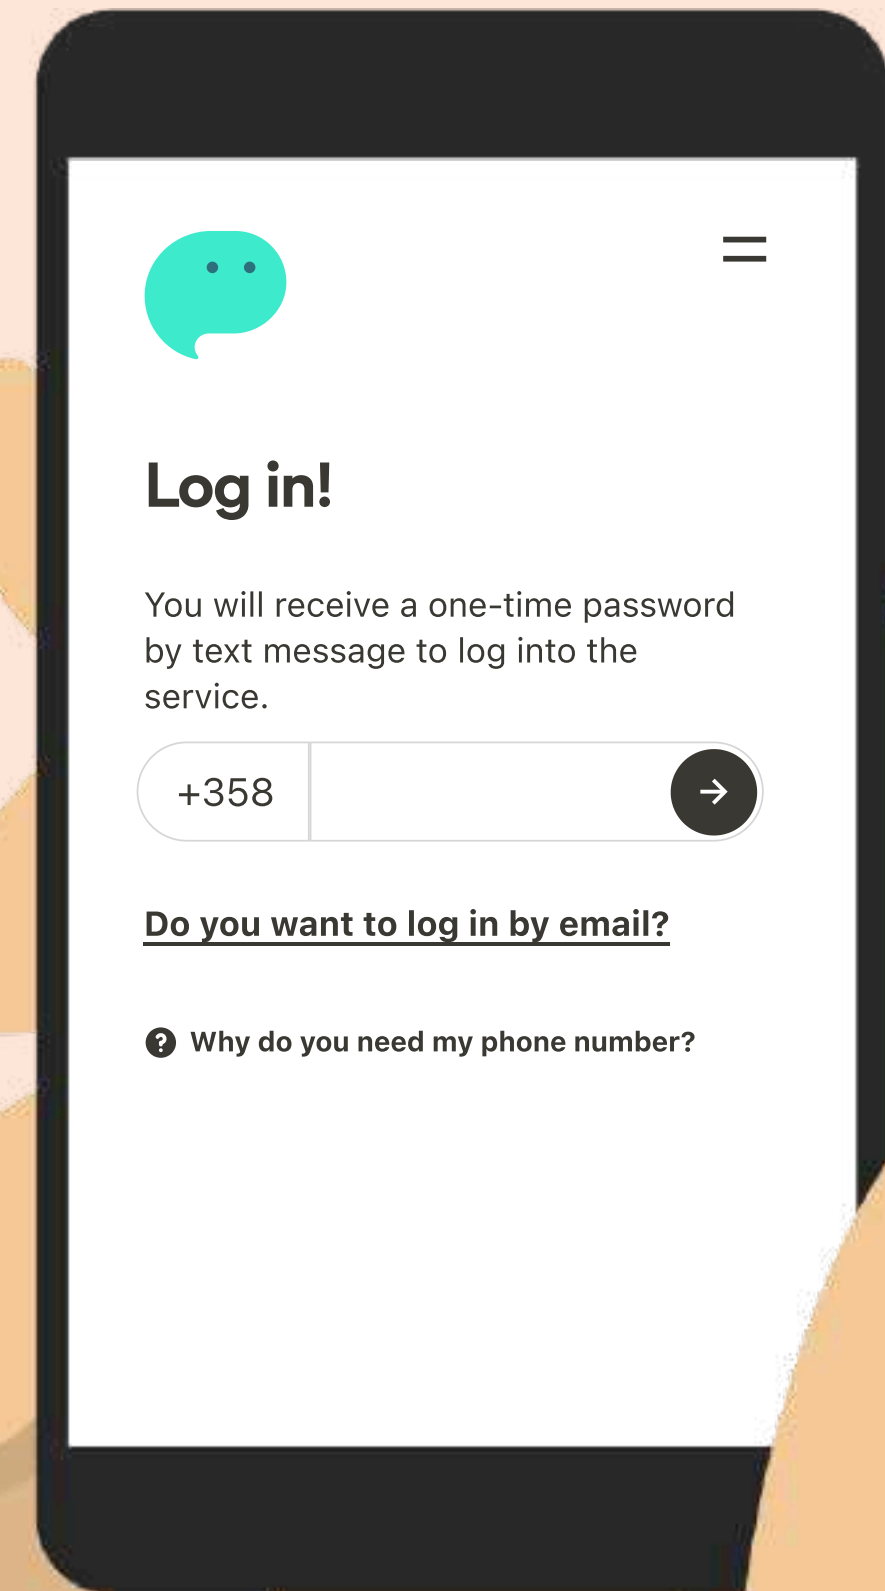 Log in!
You will receive a one-time password
by text message to log into the
service.
+358
Do you want to log in by email?
Why do you need my phone number?